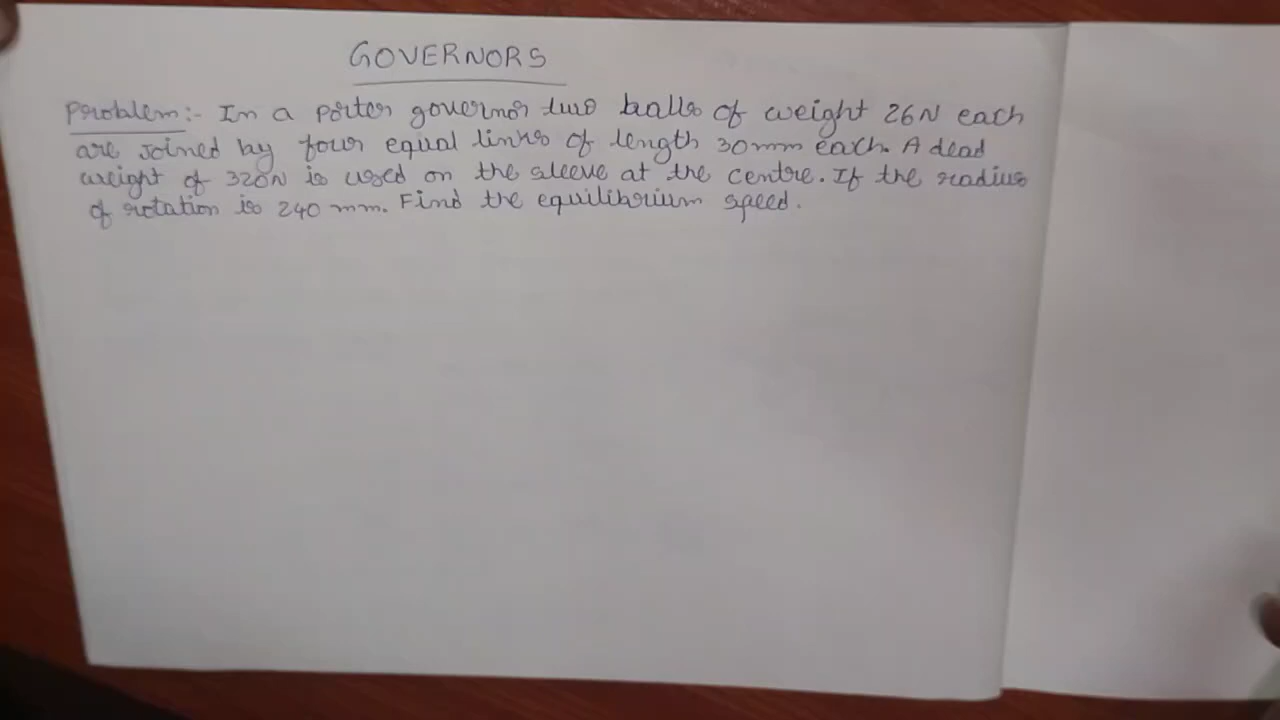 GOVERNORS
Problem:- In a porter governor two balls of weight 26N each
are joined by four equal links of length 30mm each. A dead
weight of 320N is used on the sleeve at the centre. If the radius
of rotation is 240 mm. Find the equilibrium speed.